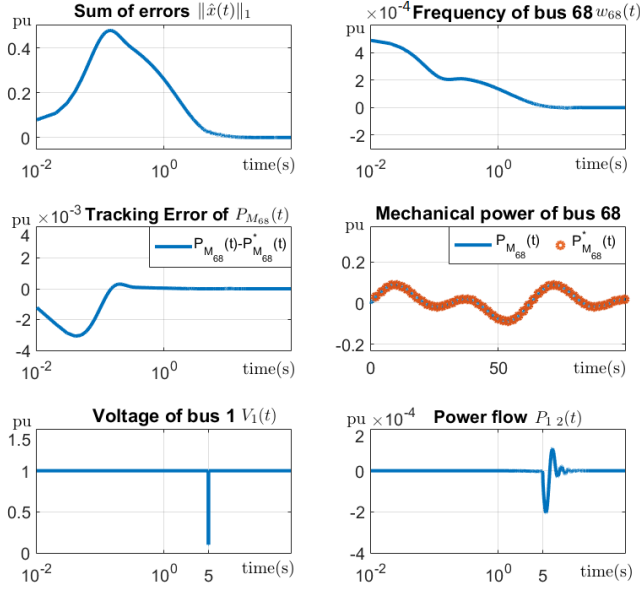 Sum of errors ‖x̂(t)‖₁
pu
0.4
0.2
0
10⁻²
10⁰
time(s)
×10⁻⁴
Frequency of bus 68 w₆₈(t)
pu
4
2
0
-2
10⁻²
10⁰
time(s)
pu ×10⁻³
Tracking Error of P_{M₆₈}(t)
4
2
0
-2
-4
P_{M₆₈}(t)-P*_{M₆₈}(t)
10⁻²
10⁰
time(s)
Mechanical power of bus 68
pu
0.2
0
-0.2
P_{M₆₈}(t)
P*_{M₆₈}(t)
0
50
time(s)
Voltage of bus 1 V₁(t)
pu
1.5
1
0.5
0
10⁻²
10⁰
5
time(s)
pu ×10⁻⁴
Power flow P₁ ₂(t)
2
0
-2
-4
10⁻²
10⁰
5
time(s)